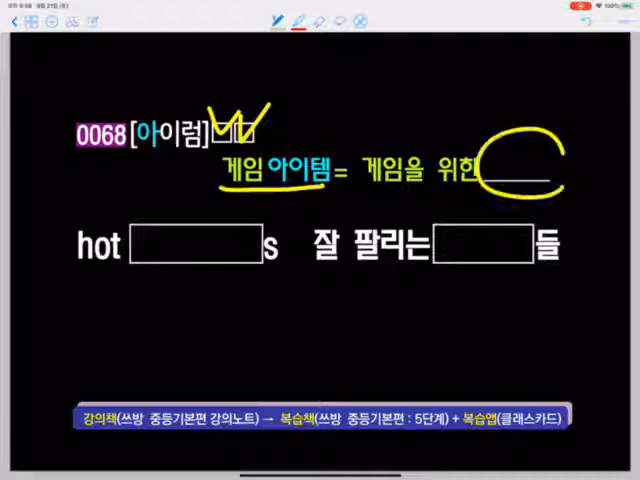 0068[아이럼]□□
게임 아이템 = 게임을 위한 ______
hot □s 잘 팔리는 □들
강의책(쓰방 중등기본편 강의노트) → 복습책(쓰방 중등기본편 : 5단계) + 복습앱(클래스카드)